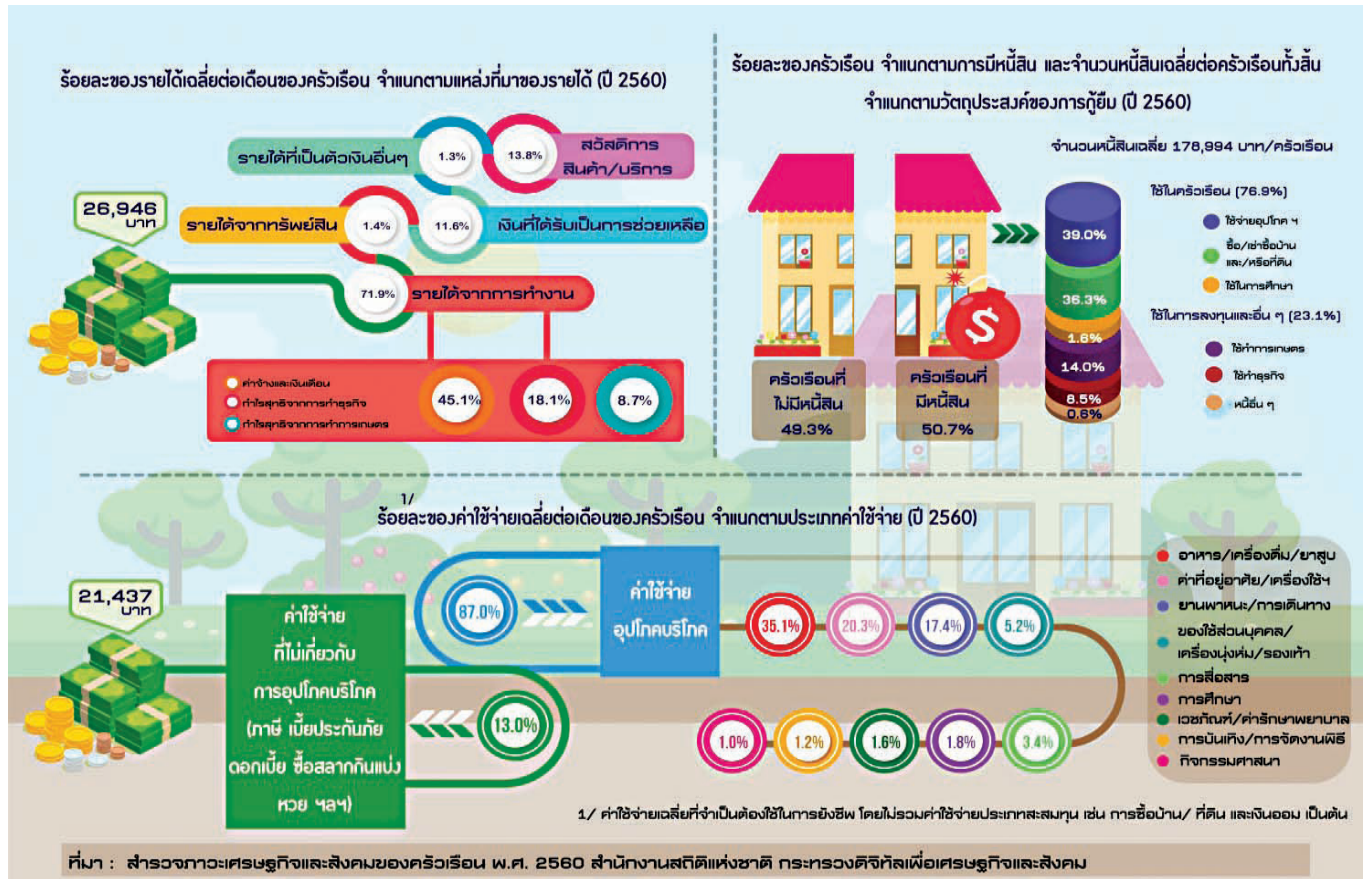 ร้อยละของรายได้เฉลี่ยต่อเดือนของครัวเรือน จำแนกตามแหล่งที่มาของรายได้ (ปี 2560)
26,946
บาท
รายได้ที่เป็นตัวเงินอื่นๆ
1.3%
13.8%
สวัสดิการ
สินค้า/บริการ
รายได้จากทรัพย์สิน
1.4%
11.6%
เงินที่ได้รับเป็นการช่วยเหลือ
71.9%
รายได้จากการทำงาน
ค่าจ้างและเงินเดือน
กำไรสุทธิจากการทำธุรกิจ
กำไรสุทธิจากการทำการเกษตร
45.1%
18.1%
8.7%
ร้อยละของครัวเรือน จำแนกตามการมีหนี้สิน และจำนวนหนี้สินเฉลี่ยต่อครัวเรือนทั้งสิ้น
จำแนกตามวัตถุประสงค์ของการกู้ยืม (ปี 2560)
จำนวนหนี้สินเฉลี่ย 178,994 บาท/ครัวเรือน
$
ครัวเรือนที่
ไม่มีหนี้สิน
49.3%
ครัวเรือนที่
มีหนี้สิน
50.7%
39.0%
36.3%
1.6%
14.0%
8.5%
0.6%
ใช้ในครัวเรือน (76.9%)
ใช้จ่ายอุปโภค ฯ
ซื้อ/เช่าซื้อบ้าน
และ/หรือที่ดิน
ใช้ในการศึกษา
ใช้ในการลงทุนและอื่น ๆ (23.1%)
ใช้ทำการเกษตร
ใช้ทำธุรกิจ
หนี้อื่น ๆ
1/
ร้อยละของค่าใช้จ่ายเฉลี่ยต่อเดือนของครัวเรือน จำแนกตามประเภทค่าใช้จ่าย (ปี 2560)
21,437
บาท
ค่าใช้จ่าย
ที่ไม่เกี่ยวกับ
การอุปโภคบริโภค
(ภาษี เบี้ยประกันภัย
ดอกเบี้ย ซื้อสลากกินแบ่ง
หวย ฯลฯ)
87.0%
13.0%
ค่าใช้จ่าย
อุปโภคบริโภค
35.1%
20.3%
17.4%
5.2%
1.0%
1.2%
1.6%
1.8%
3.4%
อาหาร/เครื่องดื่ม/ยาสูบ
ค่าที่อยู่อาศัย/เครื่องใช้ฯ
ยานพาหนะ/การเดินทาง
ของใช้ส่วนบุคคล/
เครื่องนุ่งห่ม/รองเท้า
การสื่อสาร
การศึกษา
เวชภัณฑ์/ค่ารักษาพยาบาล
การบันเทิง/การจัดงานพิธี
กิจกรรมศาสนา
1/ ค่าใช้จ่ายเฉลี่ยที่จำเป็นต้องใช้ในการยังชีพ โดยไม่รวมค่าใช้จ่ายประเภทสะสมทุน เช่น การซื้อบ้าน/ ที่ดิน และเงินออม เป็นต้น
ที่มา : สำรวจภาวะเศรษฐกิจและสังคมของครัวเรือน พ.ศ. 2560 สำนักงานสถิติแห่งชาติ กระทรวงดิจิทัลเพื่อเศรษฐกิจและสังคม